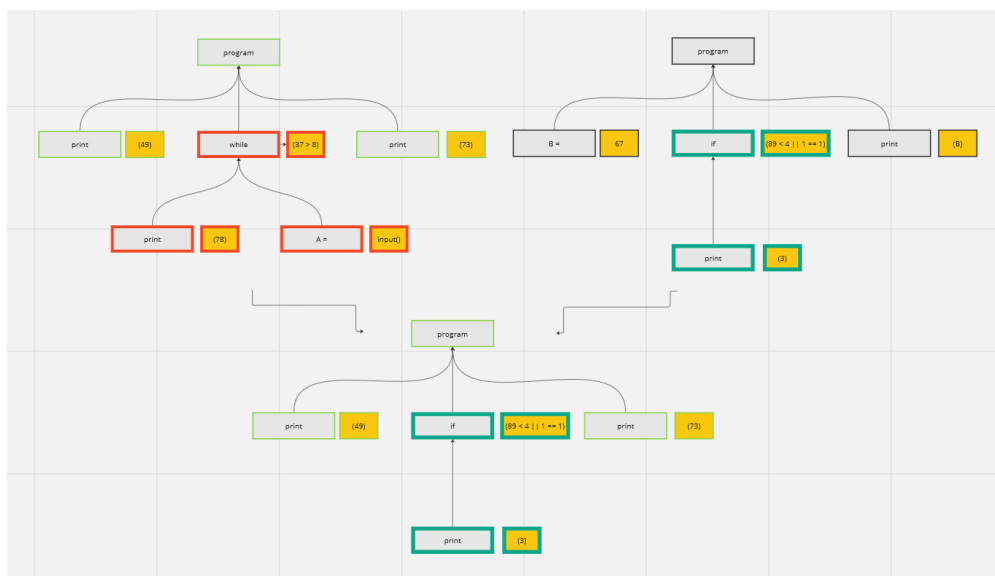 program
program
print
(49)
while
(37 > 8)
print
(73)
B =
67
if
(89 < 4 || 1 == 1)
print
(B)
print
(78)
A =
input()
print
(3)
program
print
(49)
if
(89 < 4 || 1 == 1)
print
(73)
print
(3)